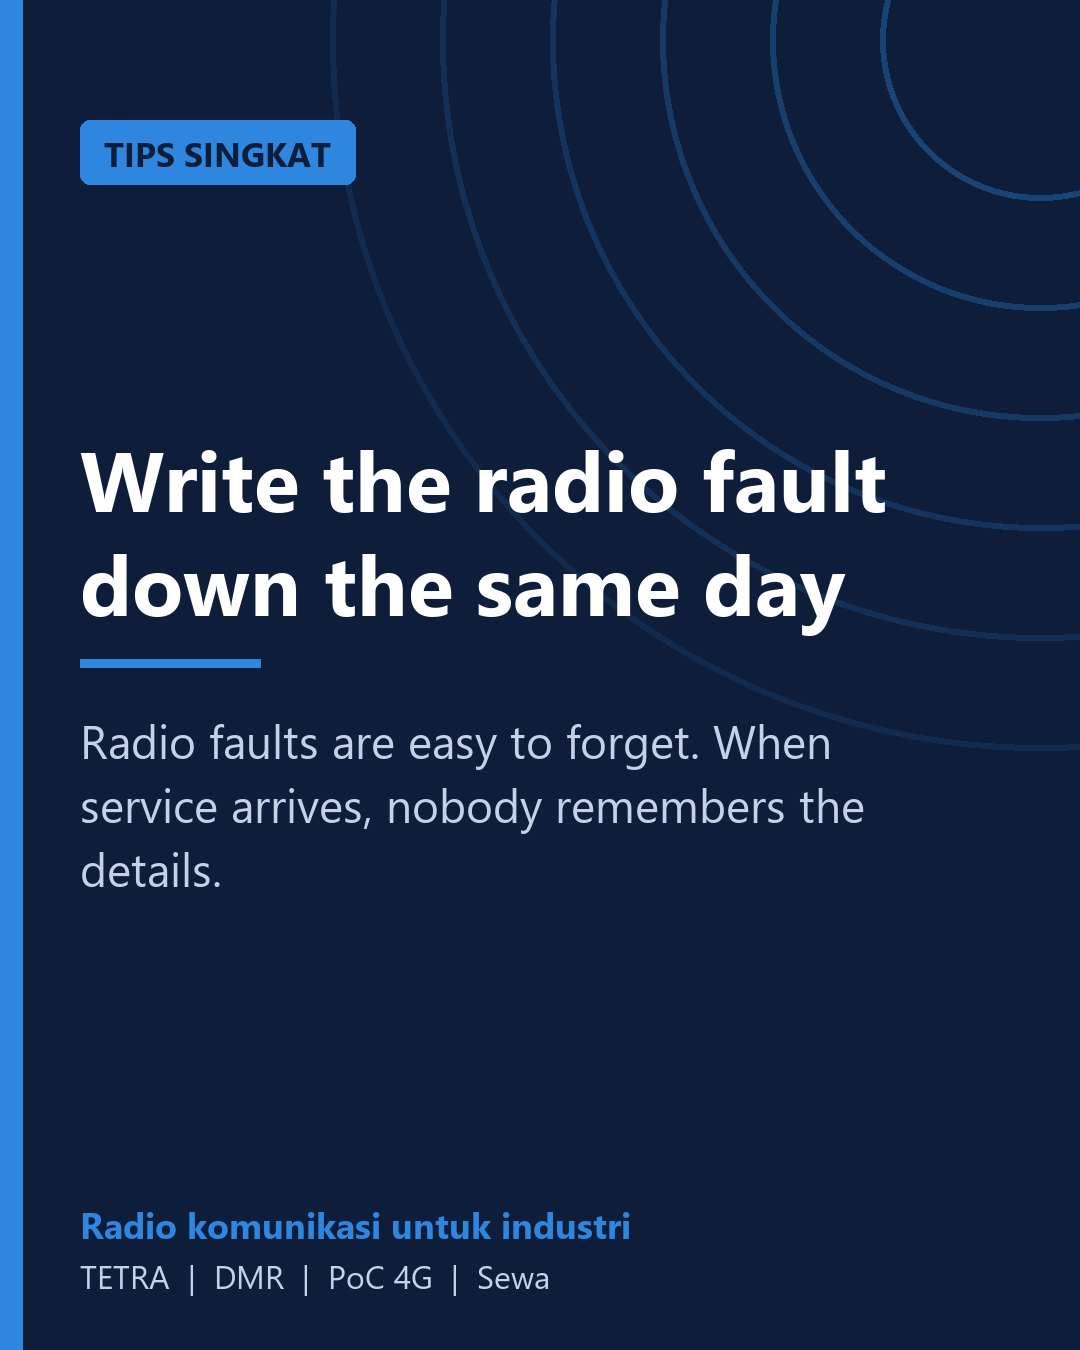 TIPS SINGKAT
Write the radio fault
down the same day
Radio faults are easy to forget. When
service arrives, nobody remembers the
details.
Radio komunikasi untuk industri
TETRA | DMR | PoC 4G | Sewa